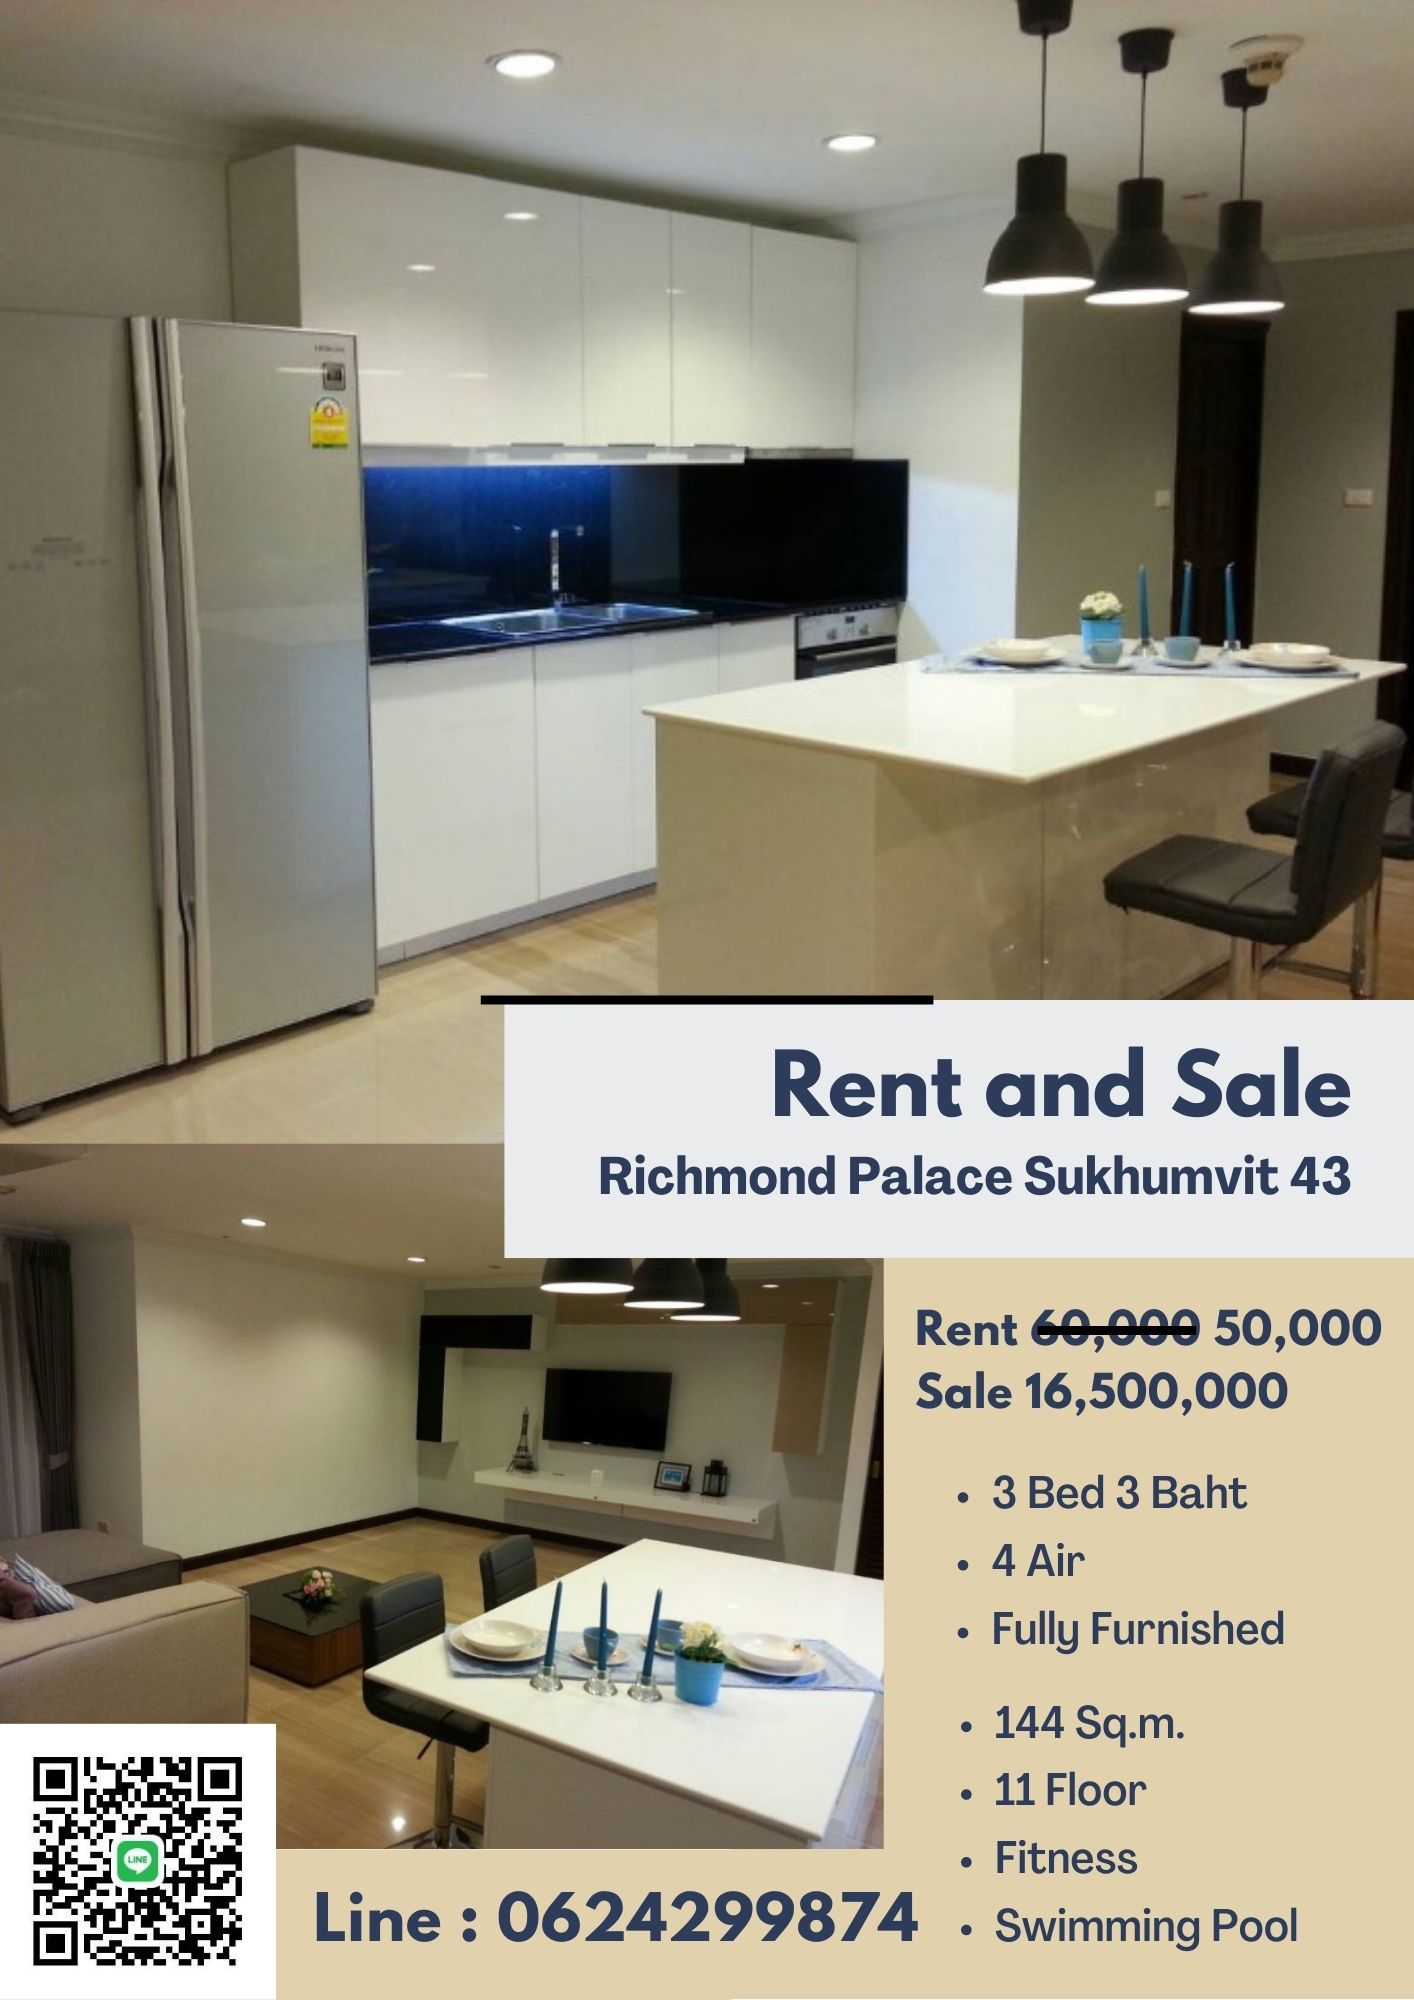 Rent and Sale
Richmond Palace Sukhumvit 43
Rent 60,000 50,000
Sale 16,500,000
3 Bed 3 Baht
4 Air
Fully Furnished
144 Sq.m.
11 Floor
Fitness
Swimming Pool
Line : 0624299874
LINE